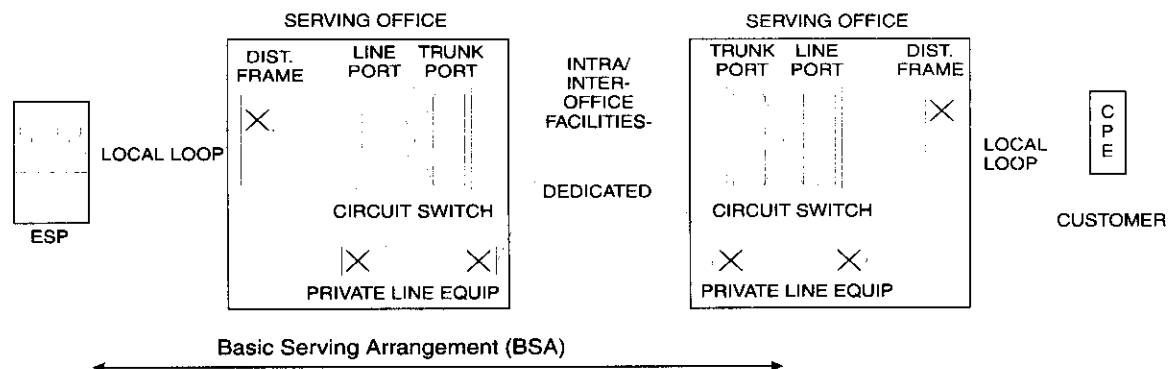 SERVING OFFICE
DIST.
FRAME
LINE
PORT
TRUNK
PORT
CIRCUIT SWITCH
PRIVATE LINE EQUIP
ESP
LOCAL LOOP
INTRA/
INTER-
OFFICE
FACILITIES-
DEDICATED
SERVING OFFICE
TRUNK
PORT
LINE
PORT
DIST.
FRAME
CIRCUIT SWITCH
PRIVATE LINE EQUIP
LOCAL
LOOP
C
P
E
CUSTOMER
Basic Serving Arrangement (BSA)